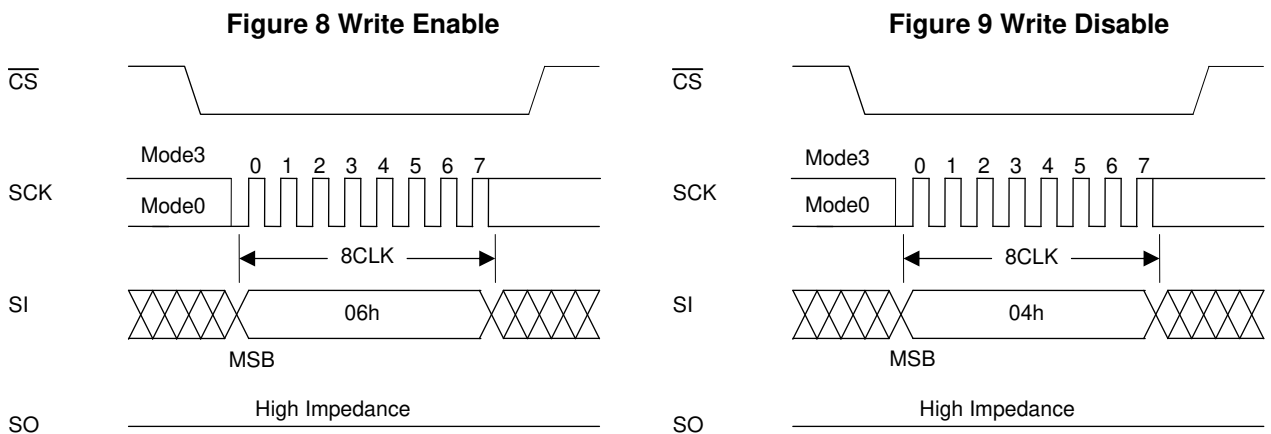 Figure 8 Write Enable
CS
Mode3
0 1 2 3 4 5 6 7
SCK
Mode0
8CLK
SI
06h
MSB
High Impedance
SO
Figure 9 Write Disable
CS
Mode3
0 1 2 3 4 5 6 7
SCK
Mode0
8CLK
SI
04h
MSB
High Impedance
SO